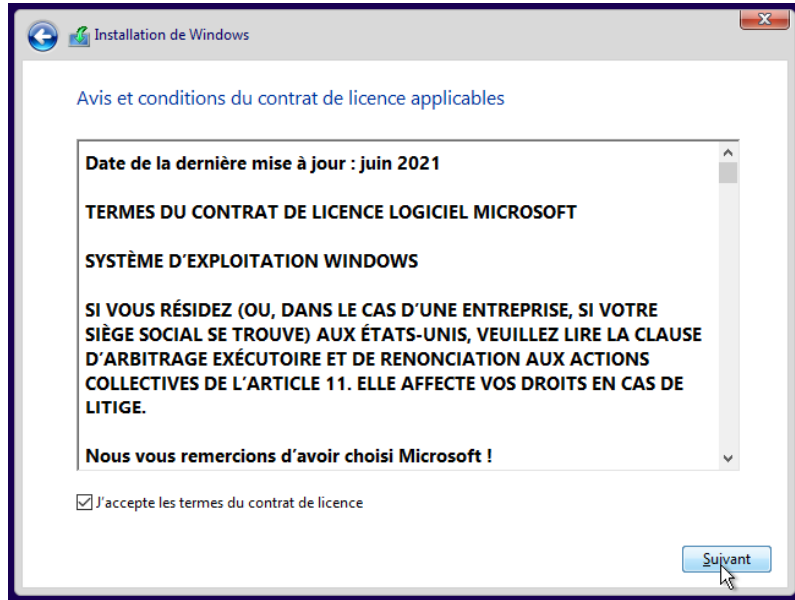 Installation de Windows
Avis et conditions du contrat de licence applicables
Date de la dernière mise à jour : juin 2021
TERMES DU CONTRAT DE LICENCE LOGICIEL MICROSOFT
SYSTÈME D’EXPLOITATION WINDOWS
SI VOUS RÉSIDEZ (OU, DANS LE CAS D’UNE ENTREPRISE, SI VOTRE
SIÈGE SOCIAL SE TROUVE) AUX ÉTATS-UNIS, VEUILLEZ LIRE LA CLAUSE
D’ARBITRAGE EXÉCUTOIRE ET DE RENONCIATION AUX ACTIONS
COLLECTIVES DE L’ARTICLE 11. ELLE AFFECTE VOS DROITS EN CAS DE
LITIGE.
Nous vous remercions d’avoir choisi Microsoft !
J’accepte les termes du contrat de licence
Suivant